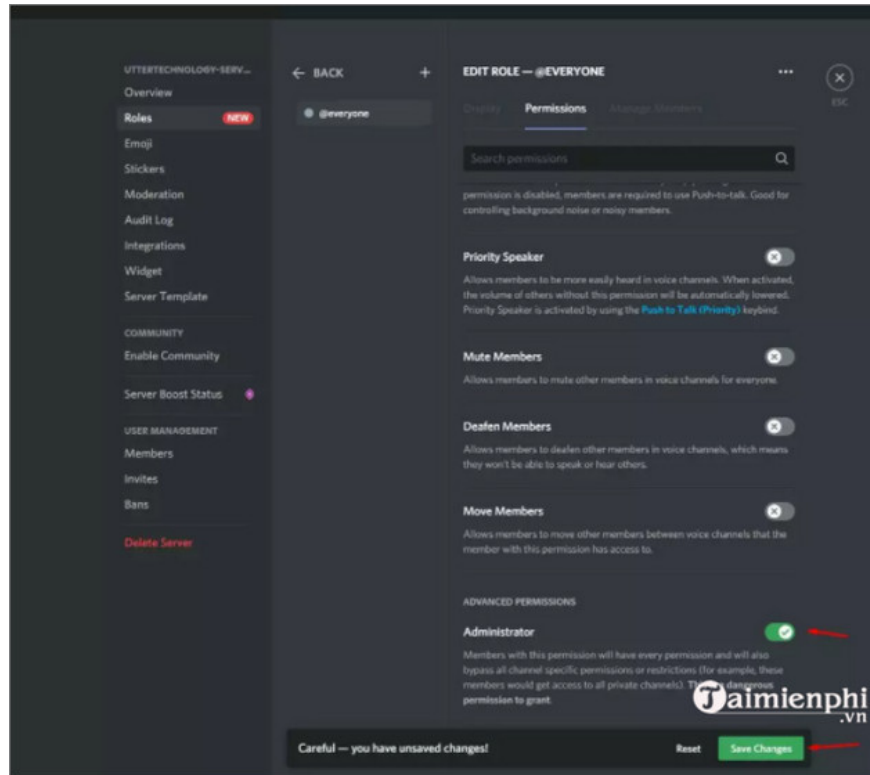 UTTERTECHNOLOGY-SERV...
Overview
Roles NEW
Emoji
Stickers
Moderation
Audit Log
Integrations
Widget
Server Template
COMMUNITY
Enable Community
Server Boost Status
USER MANAGEMENT
Members
Invites
Bans
Delete Server
← BACK +
@everyone
EDIT ROLE — @EVERYONE ...
ESC
Display Permissions Manage Members
Search permissions
permission is disabled, members are required to use Push-to-talk. Good for
controlling background noise or noisy members.
Priority Speaker
Allows members to be more easily heard in voice channels. When activated,
the volume of others without this permission will be automatically lowered.
Priority Speaker is activated by using the Push to Talk (Priority) keybind.
Mute Members
Allows members to mute other members in voice channels for everyone.
Deafen Members
Allows members to deafen other members in voice channels, which means
they won't be able to speak or hear others.
Move Members
Allows members to move other members between voice channels that the
member with this permission has access to.
ADVANCED PERMISSIONS
Administrator
Members with this permission will have every permission and will also
bypass all channel specific permissions or restrictions (for example, these
members would get access to all private channels). dangerous
permission to grant
Taimienphi
.vn
Careful — you have unsaved changes!
Reset
Save Changes